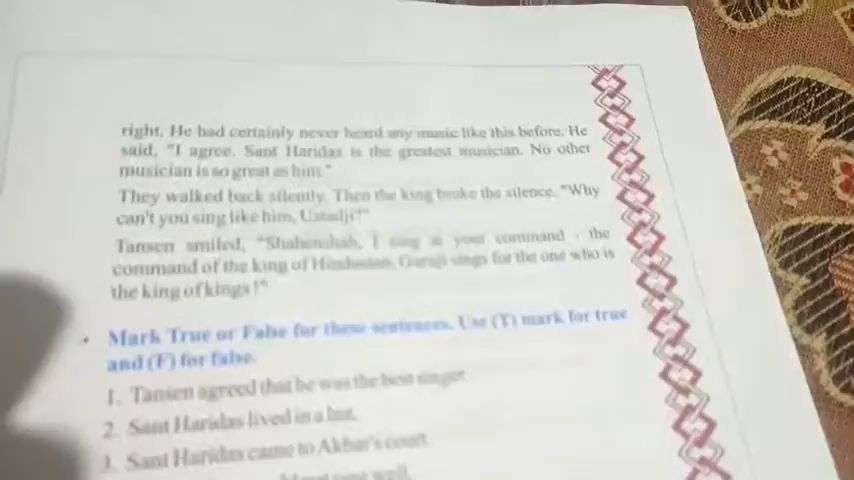 right. He had certainly never heard any music like this before. He
said, "I agree. Sant Haridas is the greatest musician. No other
musician is so great as him."
They walked back silently. Then the king broke the silence. "Why
can't you sing like him, Ustadji?"
Tansen smiled, "Shahenshah, I sing at your command - the
command of the king of Hindustan. Guruji sings for the one who is
the king of kings!"
• Mark True or False for these sentences. Use (T) mark for true
and (F) for false.
1. Tansen agreed that he was the best singer.
2. Sant Haridas lived in a hut.
3. Sant Haridas came to Akbar's court.
well.